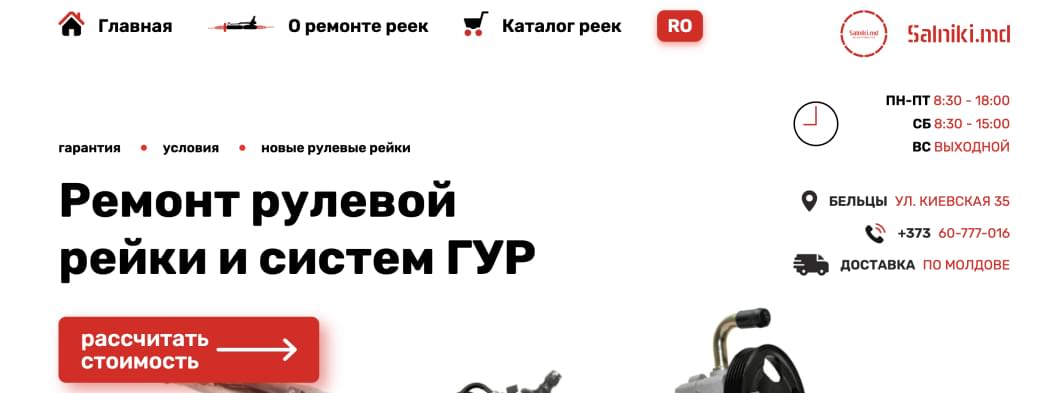 Главная
О ремонте реек
Каталог реек
RO
Salniki.md
Salniki.md
ПН-ПТ 8:30 - 18:00
СБ 8:30 - 15:00
ВС ВЫХОДНОЙ
гарантия • условия • новые рулевые рейки
Ремонт рулевой
рейки и систем ГУР
БЕЛЬЦЫ УЛ. КИЕВСКАЯ 35
+373 60-777-016
ДОСТАВКА ПО МОЛДОВЕ
рассчитать
стоимость